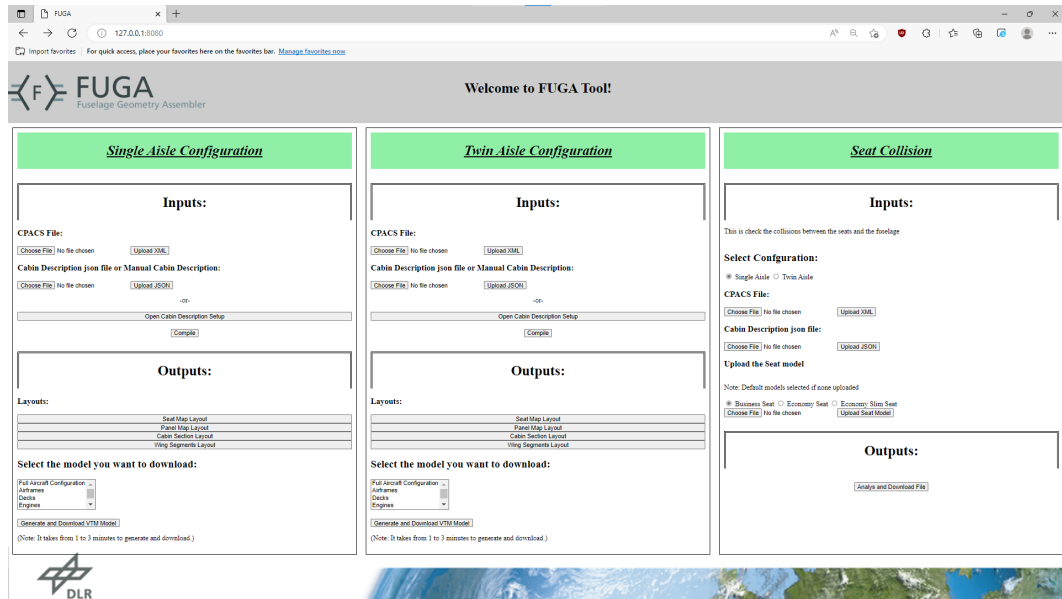 FUGA
127.0.0.1:8080
Import favorites For quick access, place your favorites here on the favorites bar. Manage favorites now
F FUGA
Fuselage Geometry Assembler
Welcome to FUGA Tool!
Single Aisle Configuration
Inputs:
CPACS File:
Choose File No file chosen Upload XML
Cabin Description json file or Manual Cabin Description:
Choose File No file chosen Upload JSON
-or-
Open Cabin Description Setup
Compile
Outputs:
Layouts:
Seat Map Layout
Panel Map Layout
Cabin Section Layout
Wing Segments Layout
Select the model you want to download:
Full Aircraft Configuration
Airframes
Decks
Engines
Generate and Download VTM Model
(Note: It takes from 1 to 3 minutes to generate and download.)
Twin Aisle Configuration
Inputs:
CPACS File:
Choose File No file chosen Upload XML
Cabin Description json file or Manual Cabin Description:
Choose File No file chosen Upload JSON
-or-
Open Cabin Description Setup
Compile
Outputs:
Layouts:
Seat Map Layout
Panel Map Layout
Cabin Section Layout
Wing Segments Layout
Select the model you want to download:
Full Aircraft Configuration
Airframes
Decks
Engines
Generate and Download VTM Model
(Note: It takes from 1 to 3 minutes to generate and download.)
Seat Collision
Inputs:
This is check the collisions between the seats and the fuselage
Select Confguration:
Single Aisle Twin Aisle
CPACS File:
Choose File No file chosen Upload XML
Cabin Description json file:
Choose File No file chosen Upload JSON
Upload the Seat model
Note: Default models selected if none uploaded
Business Seat Economy Seat Economy Slim Seat
Choose File No file chosen Upload Seat Model
Outputs:
Analys and Download File
DLR